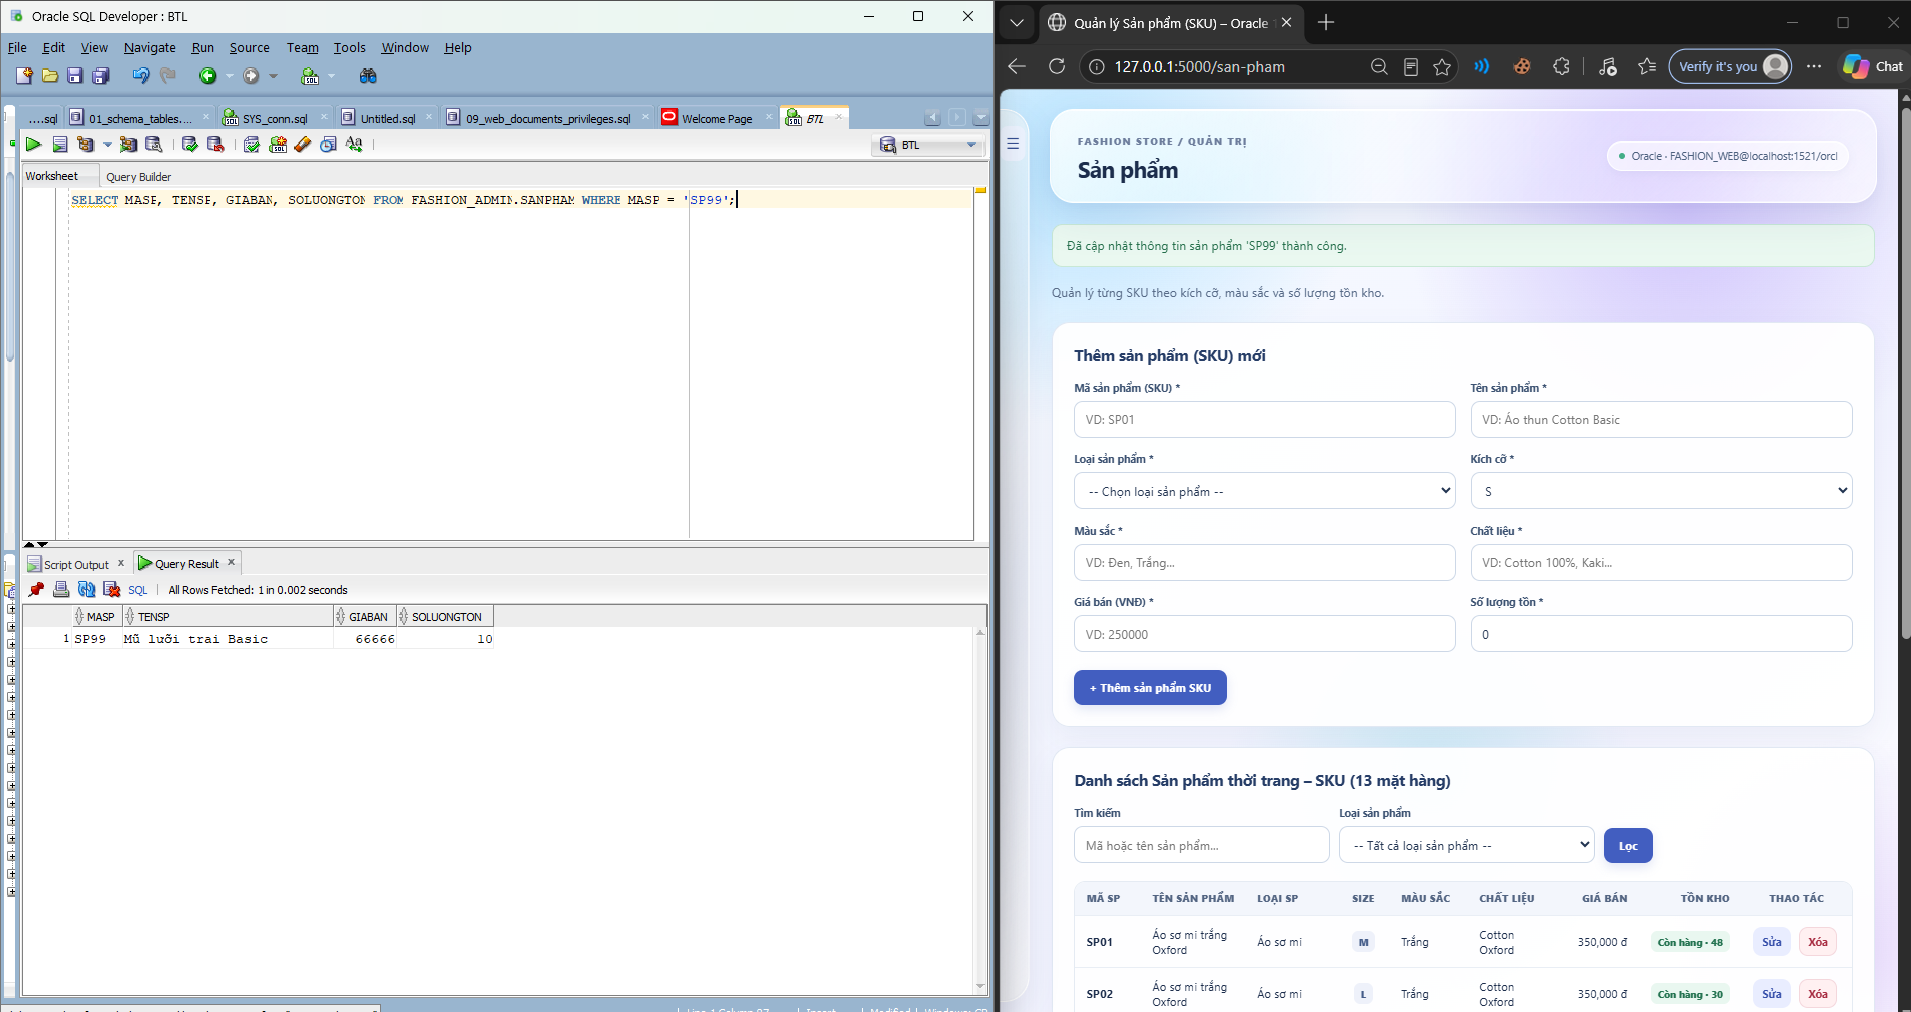 Oracle SQL Developer : BTL
File Edit View Navigate Run Source Team Tools Window Help
....sql 01_schema_tables.... SYS_conn.sql Untitled.sql 09_web_documents_privileges.sql Welcome Page BTL
BTL
Worksheet Query Builder
SELECT MASP, TENSP, GIABAN, SOLUONGTON FROM FASHION_ADMIN.SANPHAM WHERE MASP = 'SP99';
Script Output Query Result
SQL All Rows Fetched: 1 in 0.002 seconds
MASP TENSP GIABAN SOLUONGTON
1 SP99 Mũ lưỡi trai Basic 66666 10
Quản lý Sản phẩm (SKU) – Oracle
127.0.0.1:5000/san-pham
Verify it's you
Chat
FASHION STORE / QUẢN TRỊ
Sản phẩm
Oracle · FASHION_WEB@localhost:1521/orcl
Đã cập nhật thông tin sản phẩm 'SP99' thành công.
Quản lý từng SKU theo kích cỡ, màu sắc và số lượng tồn kho.
Thêm sản phẩm (SKU) mới
Mã sản phẩm (SKU) * Tên sản phẩm *
VD: SP01 VD: Áo thun Cotton Basic
Loại sản phẩm * Kích cỡ *
-- Chọn loại sản phẩm -- S
Màu sắc * Chất liệu *
VD: Đen, Trắng... VD: Cotton 100%, Kaki...
Giá bán (VNĐ) * Số lượng tồn *
VD: 250000 0
+ Thêm sản phẩm SKU
Danh sách Sản phẩm thời trang – SKU (13 mặt hàng)
Tìm kiếm Loại sản phẩm
Mã hoặc tên sản phẩm... -- Tất cả loại sản phẩm -- Lọc
MÃ SP TÊN SẢN PHẨM LOẠI SP SIZE MÀU SẮC CHẤT LIỆU GIÁ BÁN TỒN KHO THAO TÁC
SP01 Áo sơ mi trắng Oxford Áo sơ mi M Trắng Cotton Oxford 350,000 đ Còn hàng · 48 Sửa Xóa
SP02 Áo sơ mi trắng Oxford Áo sơ mi L Trắng Cotton Oxford 350,000 đ Còn hàng · 30 Sửa Xóa